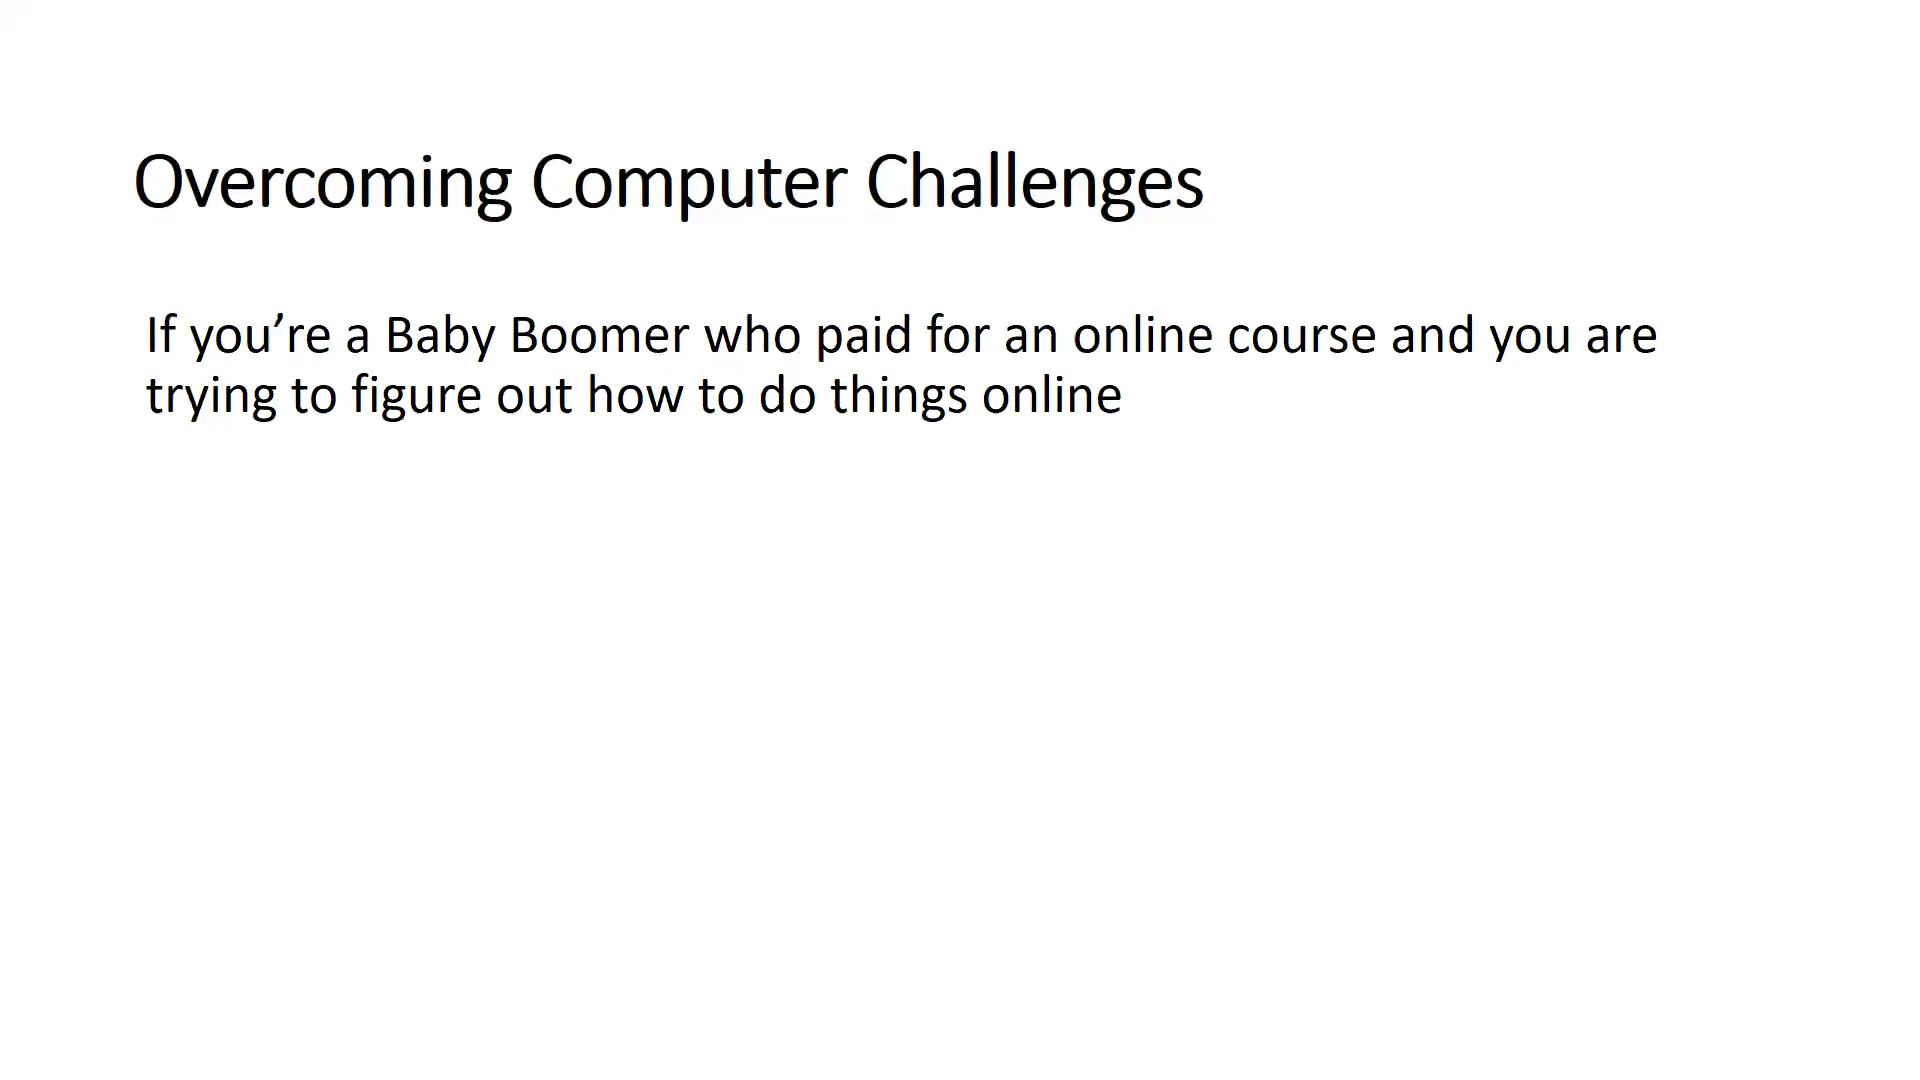 Overcoming Computer Challenges
If you’re a Baby Boomer who paid for an online course and you are
trying to figure out how to do things online